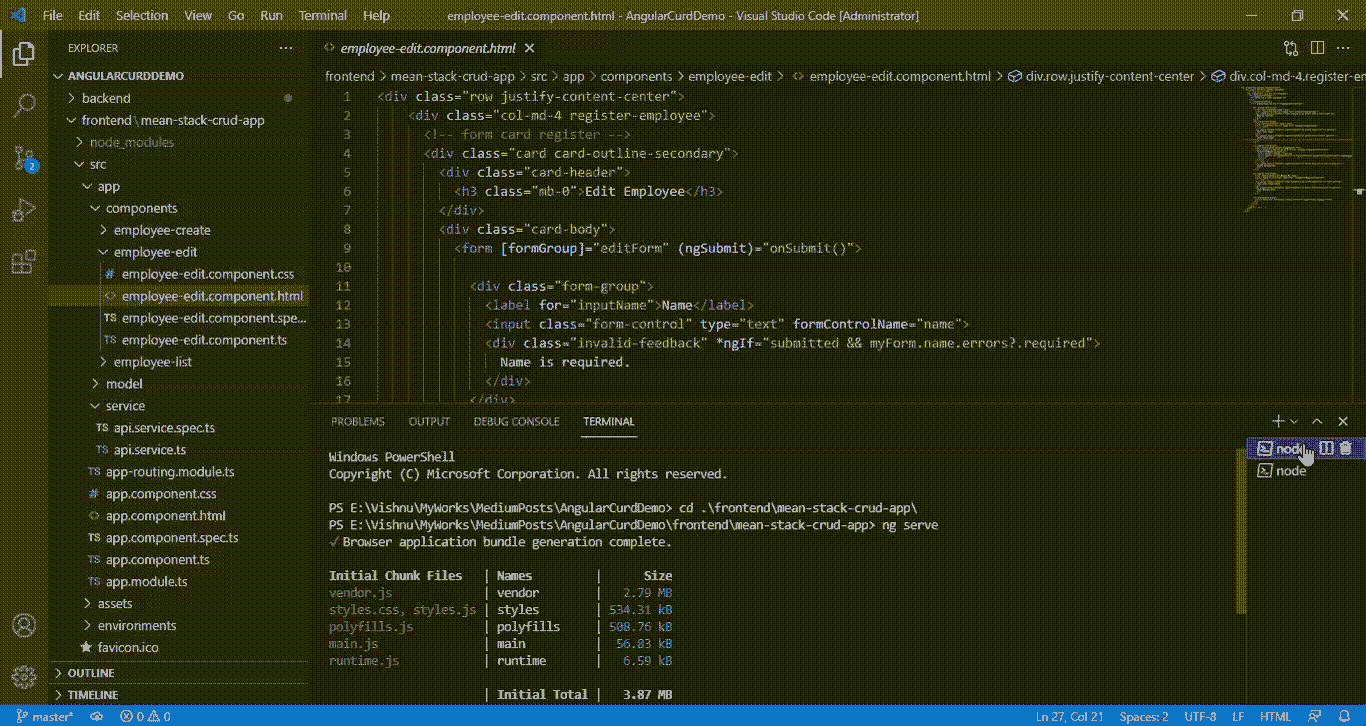 File Edit Selection View Go Run Terminal Help employee-edit.component.html - AngularCurdDemo - Visual Studio Code [Administrator]
EXPLORER
ANGULARCURDDEMO
backend
frontend\mean-stack-crud-app
node_modules
src
app
components
employee-create
employee-edit
# employee-edit.component.css
<> employee-edit.component.html
TS employee-edit.component.spe...
TS employee-edit.component.ts
employee-list
model
service
TS api.service.spec.ts
TS api.service.ts
TS app-routing.module.ts
# app.component.css
<> app.component.html
TS app.component.spec.ts
TS app.component.ts
TS app.module.ts
assets
environments
favicon.ico
OUTLINE
TIMELINE
2
<> employee-edit.component.html
frontend > mean-stack-crud-app > src > app > components > employee-edit > <> employee-edit.component.html > div.row.justify-content-center > div.col-md-4.register-em
1 <div class="row justify-content-center">
2 <div class="col-md-4 register-employee">
3 <!-- form card register -->
4 <div class="card card-outline-secondary">
5 <div class="card-header">
6 <h3 class="mb-0">Edit Employee</h3>
7 </div>
8 <div class="card-body">
9 <form [formGroup]="editForm" (ngSubmit)="onSubmit()">
10
11 <div class="form-group">
12 <label for="inputName">Name</label>
13 <input class="form-control" type="text" formControlName="name">
14 <div class="invalid-feedback" *ngIf="submitted && myForm.name.errors?.required">
15 Name is required.
16 </div>
17 </div>
PROBLEMS OUTPUT DEBUG CONSOLE TERMINAL
node
node
Windows PowerShell
Copyright (C) Microsoft Corporation. All rights reserved.
PS E:\Vishnu\MyWorks\MediumPosts\AngularCurdDemo> cd .\frontend\mean-stack-crud-app\
PS E:\Vishnu\MyWorks\MediumPosts\AngularCurdDemo\frontend\mean-stack-crud-app> ng serve
✓ Browser application bundle generation complete.
Initial Chunk Files | Names | Size
vendor.js | vendor | 2.79 MB
styles.css, styles.js | styles | 534.31 kB
polyfills.js | polyfills | 508.76 kB
main.js | main | 56.03 kB
runtime.js | runtime | 6.59 kB
| Initial Total | 3.87 MB
master* 0 0 Ln 27, Col 21 Spaces: 2 UTF-8 LF HTML